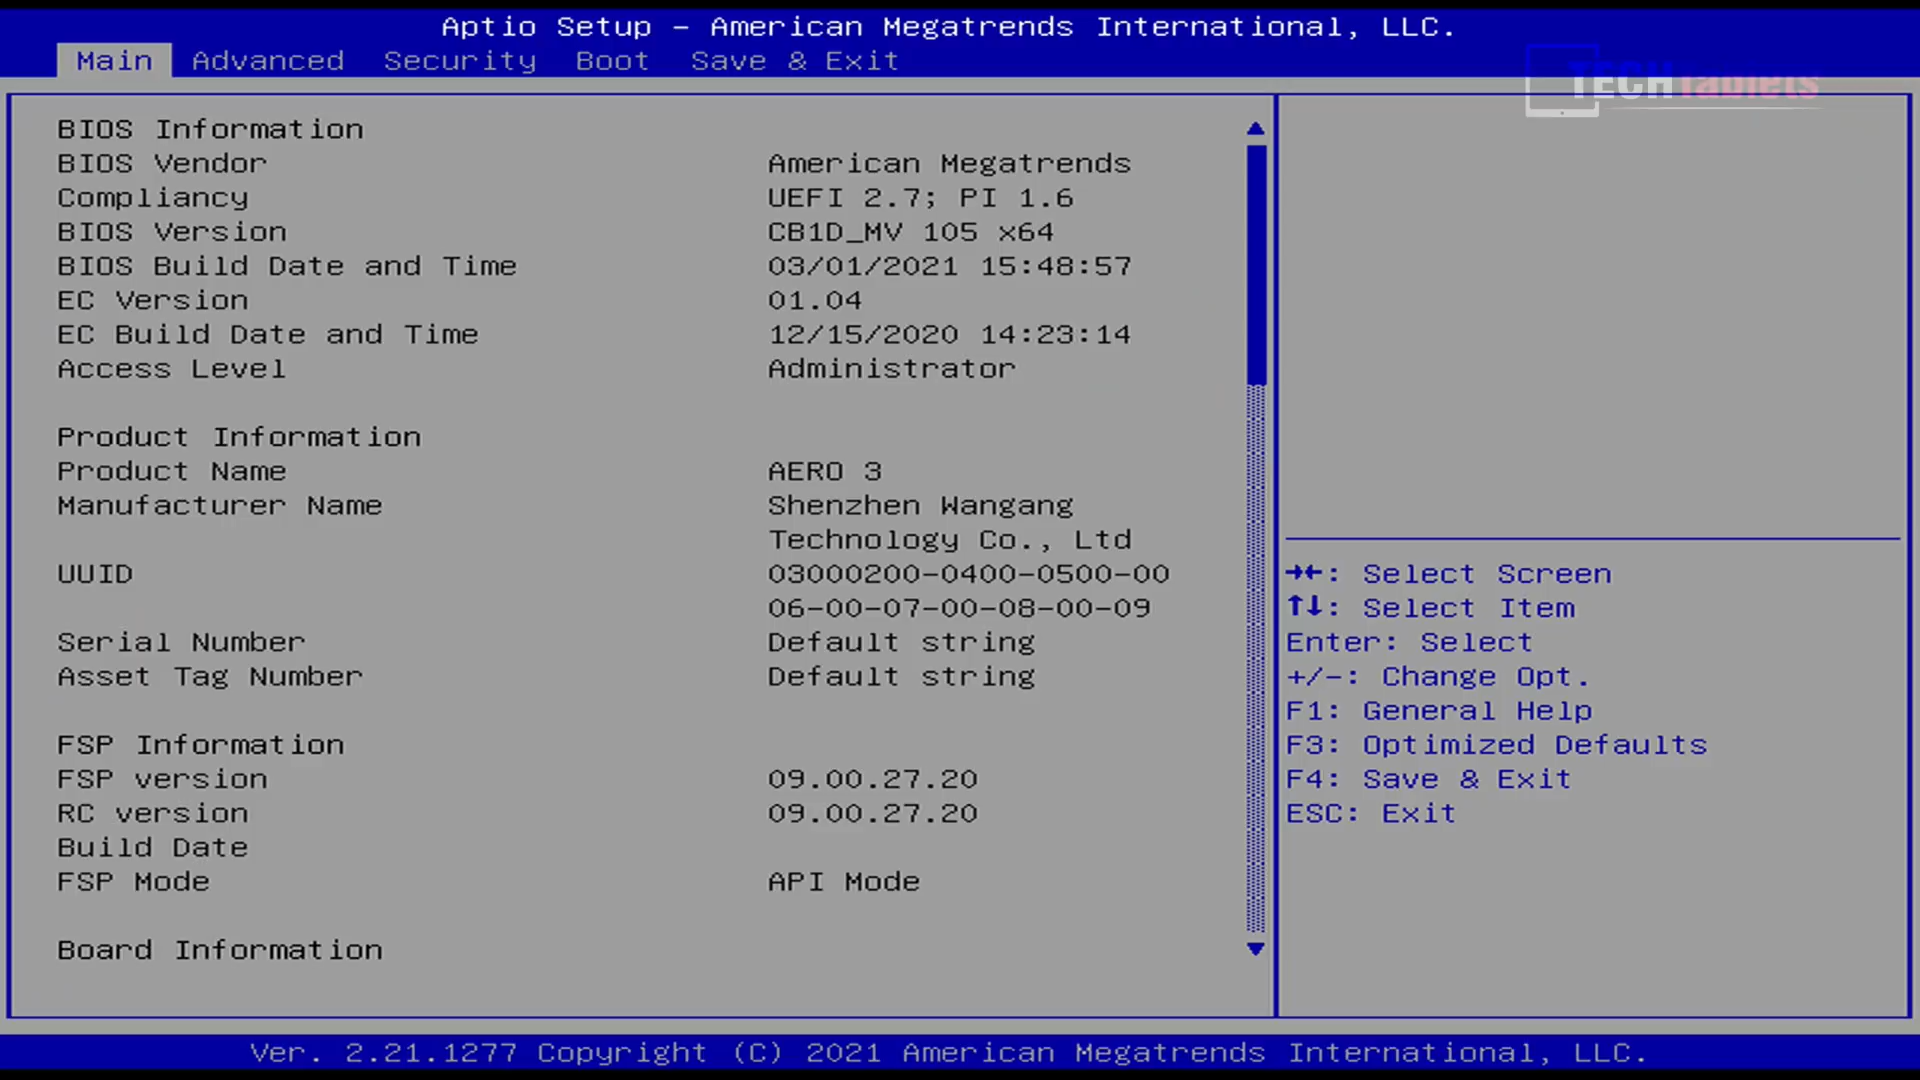 Aptio Setup – American Megatrends International, LLC.
Main Advanced Security Boot Save & Exit
TECHTablets
BIOS Information
BIOS Vendor American Megatrends
Compliancy UEFI 2.7; PI 1.6
BIOS Version CB1D_MV 105 x64
BIOS Build Date and Time 03/01/2021 15:48:57
EC Version 01.04
EC Build Date and Time 12/15/2020 14:23:14
Access Level Administrator
Product Information
Product Name AERO 3
Manufacturer Name Shenzhen Wangang
Technology Co., Ltd
UUID 03000200-0400-0500-00
06-00-07-00-08-00-09
Serial Number Default string
Asset Tag Number Default string
FSP Information
FSP version 09.00.27.20
RC version 09.00.27.20
Build Date
FSP Mode API Mode
Board Information
→←: Select Screen
↑↓: Select Item
Enter: Select
+/-: Change Opt.
F1: General Help
F3: Optimized Defaults
F4: Save & Exit
ESC: Exit
Ver. 2.21.1277 Copyright (C) 2021 American Megatrends International, LLC.